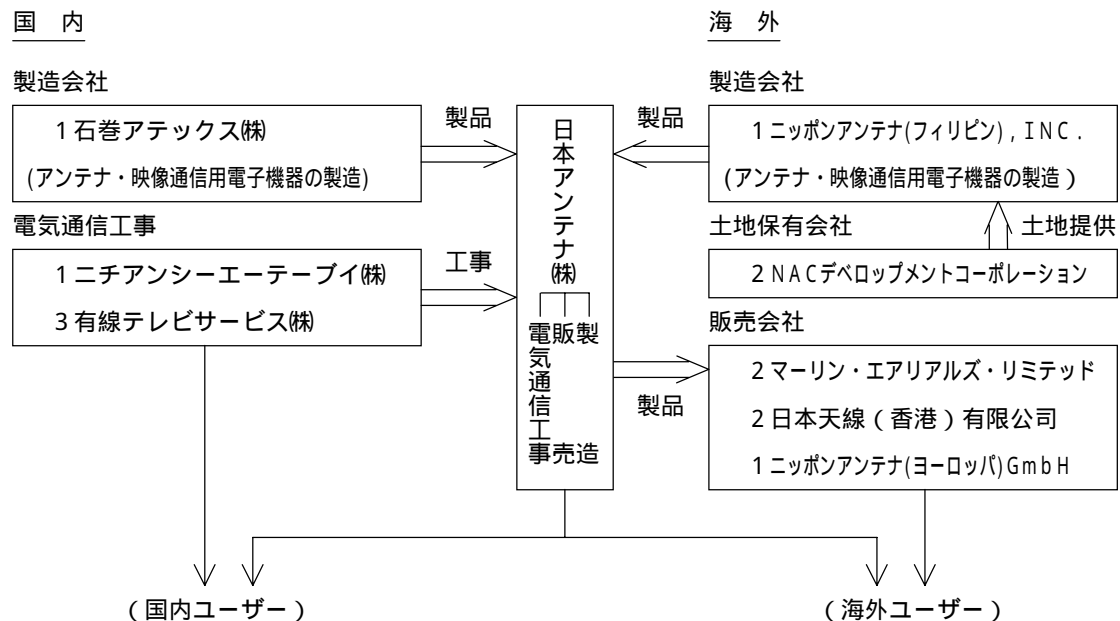 国　内
製造会社
1 石巻アテックス㈱
(アンテナ・映像通信用電子機器の製造)
電気通信工事
1 ニチアンシーエーテーブイ㈱
3 有線テレビサービス㈱
製品
工事
日本アンテナ㈱
製造
販売
電気通信工事
製品
製品
海　外
製造会社
1 ニッポンアンテナ(フィリピン) , INC.
(アンテナ・映像通信用電子機器の製造 )
土地保有会社
土地提供
2 NACデベロップメントコーポレーション
販売会社
2 マーリン・エアリアルズ・リミテッド
2 日本天線 ( 香港 ) 有限公司
1 ニッポンアンテナ(ヨーロッパ)GmbH
( 国内ユーザー )
( 海外ユーザー )